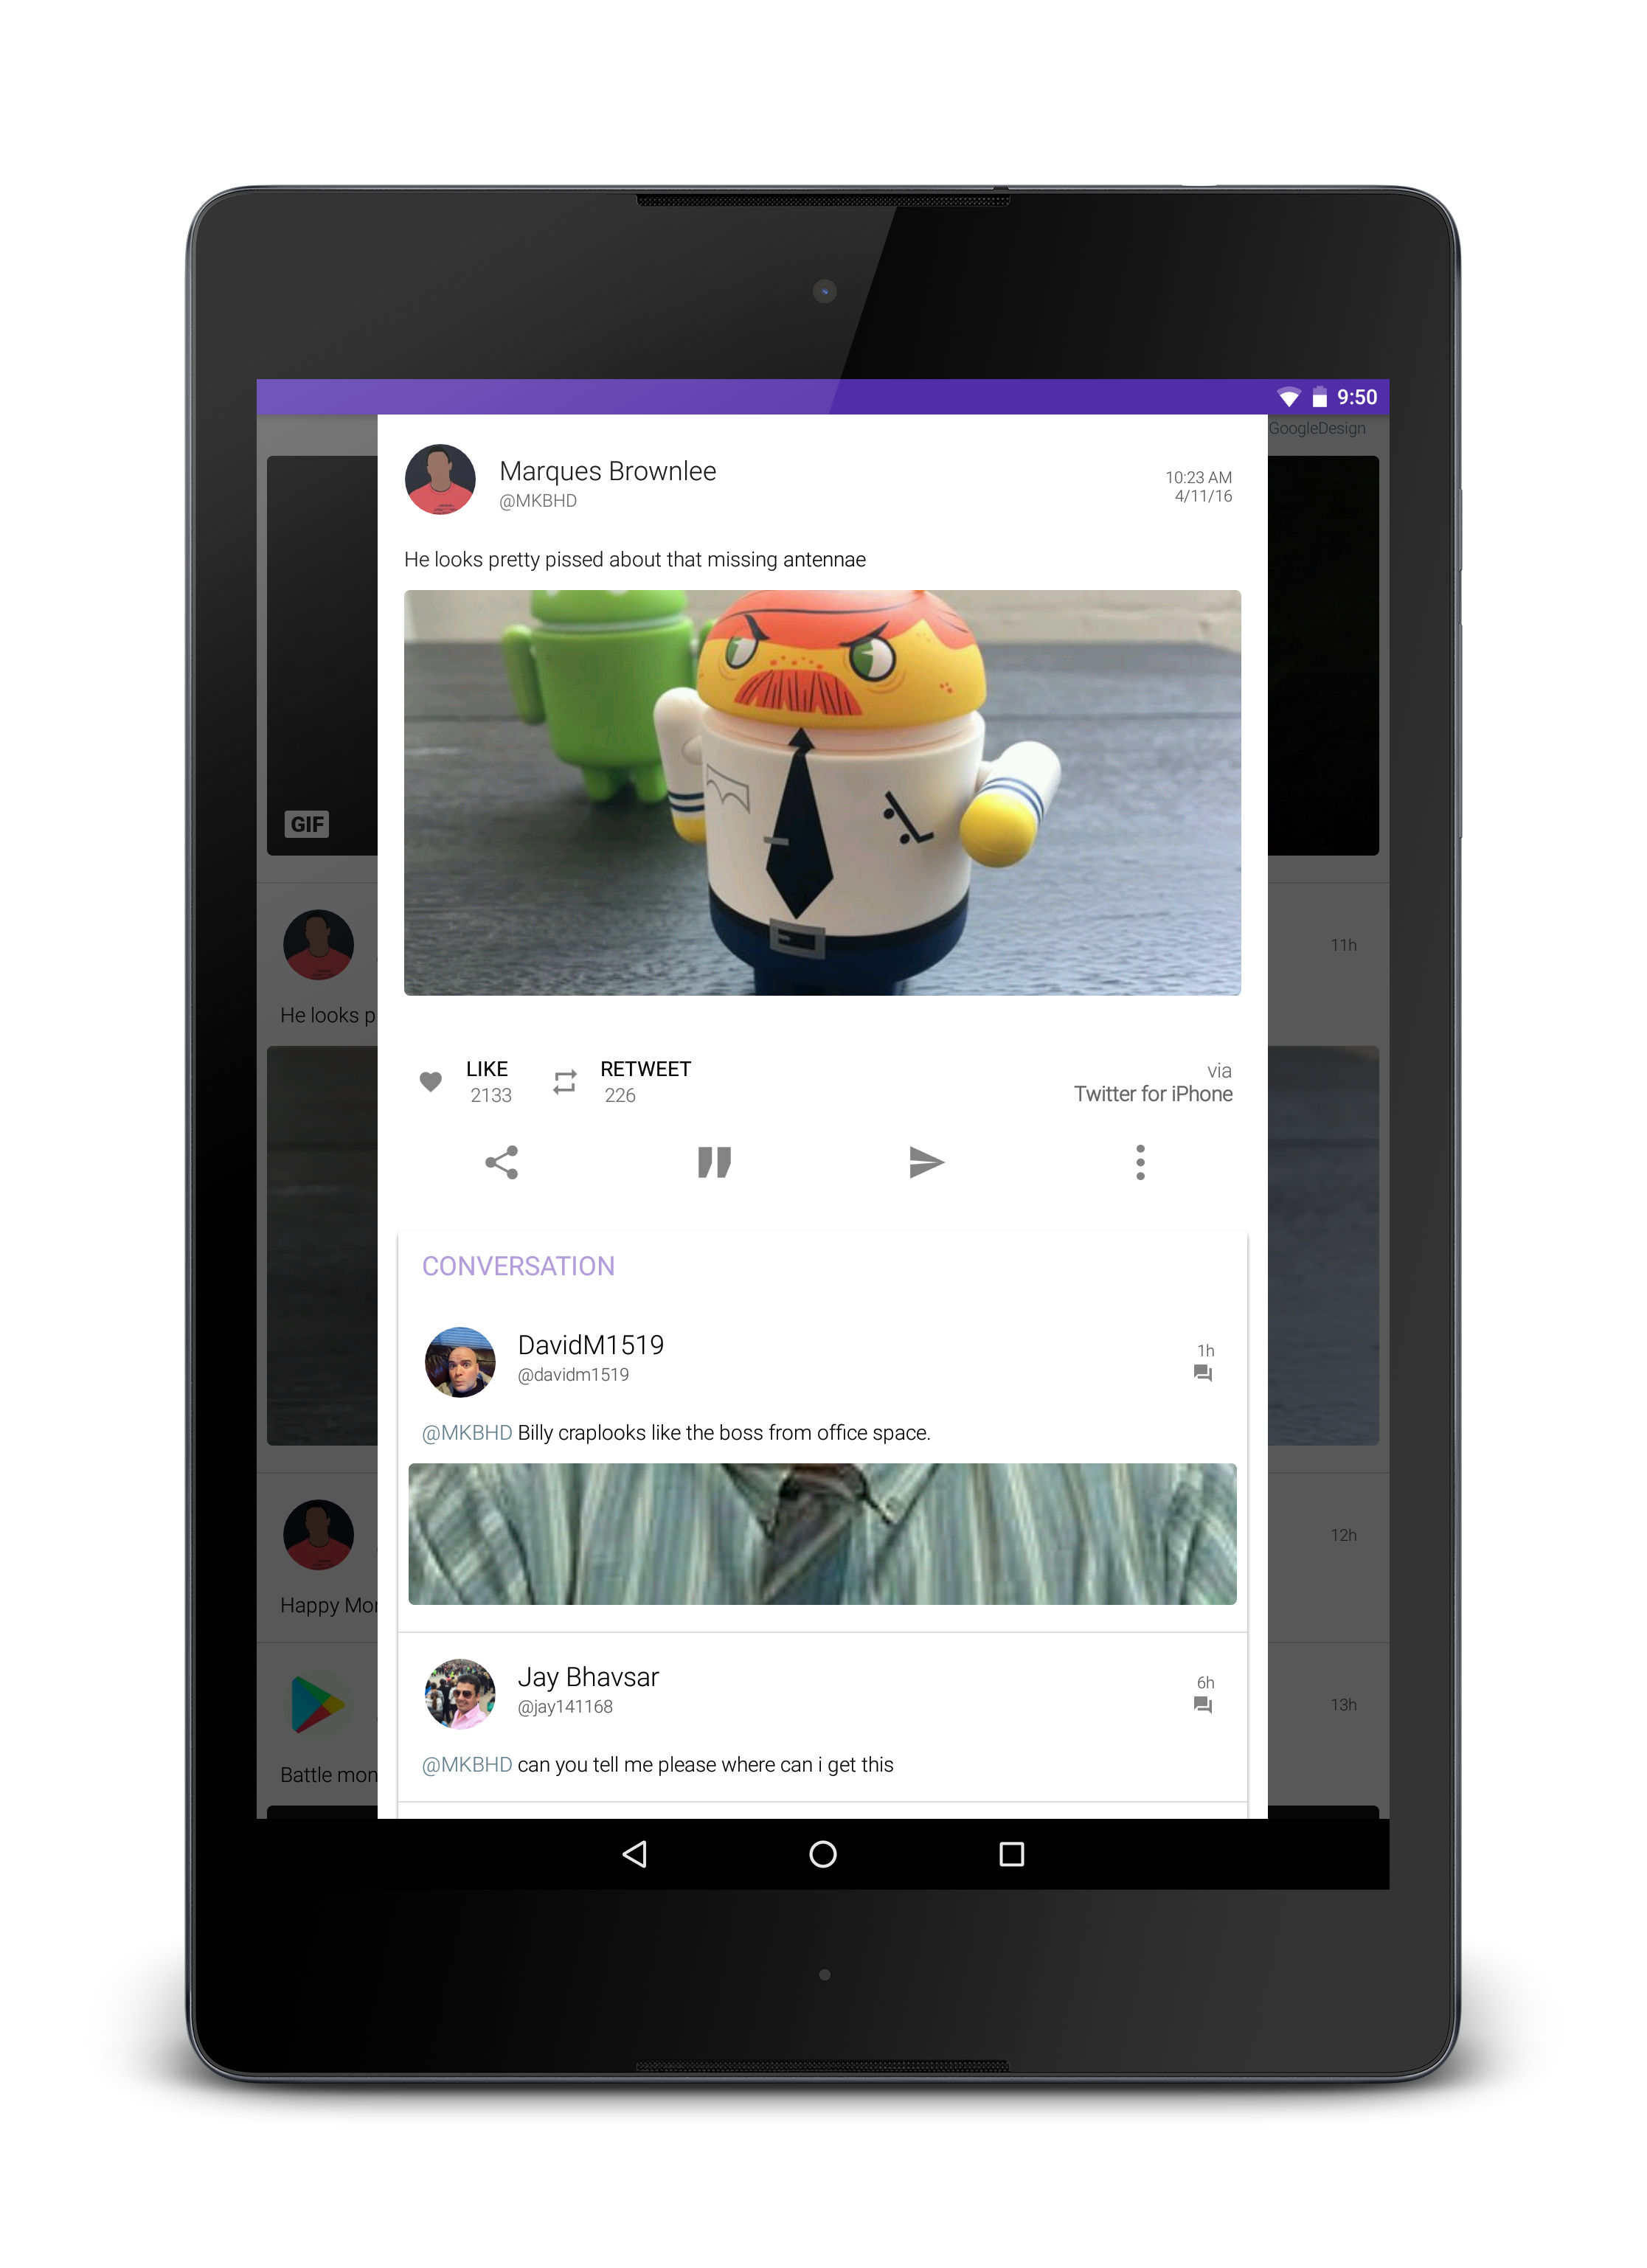 9:50
GoogleDesign
Marques Brownlee
@MKBHD
10:23 AM
4/11/16
He looks pretty pissed about that missing antennae
GIF
11h
He looks p
LIKE
2133
RETWEET
226
via
Twitter for iPhone
CONVERSATION
DavidM1519
@davidm1519
1h
@MKBHD Billy craplooks like the boss from office space.
12h
Happy Mon
Jay Bhavsar
@jay141168
6h
13h
@MKBHD can you tell me please where can i get this
Battle mon